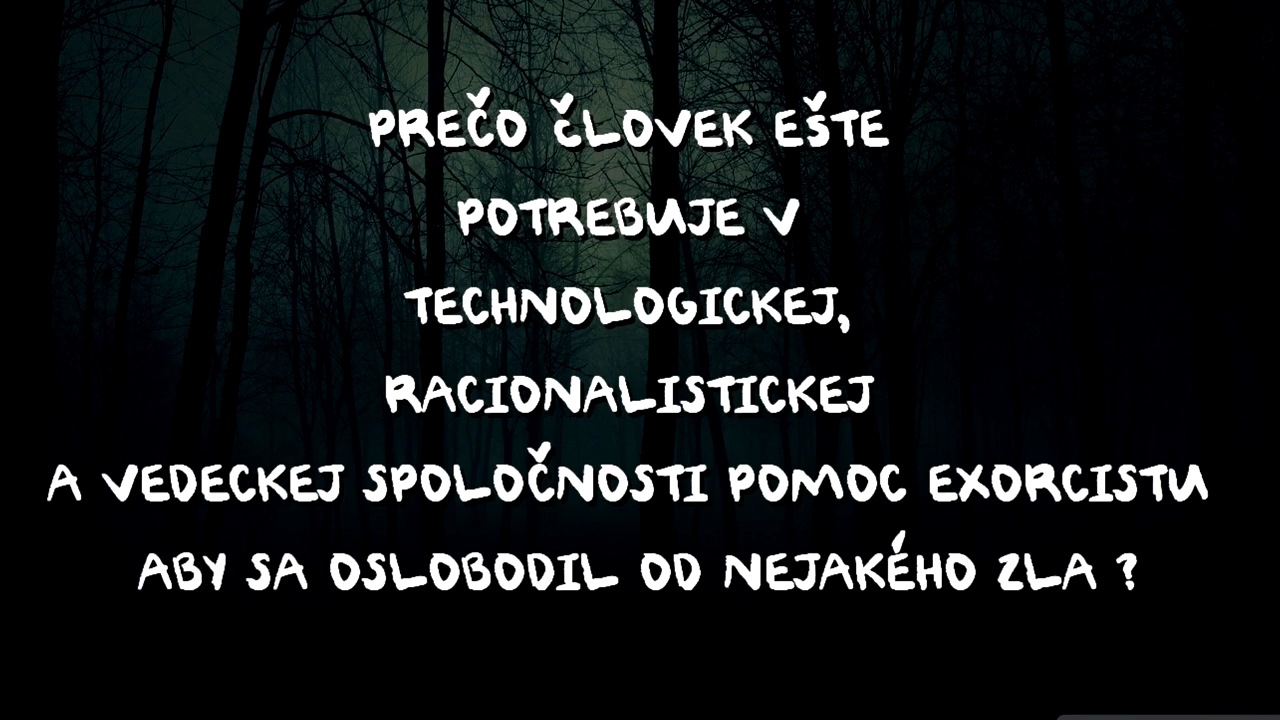 PREČO ČLOVEK EŠTE
POTREBUJE V
TECHNOLOGICKEJ,
RACIONALISTICKEJ
A VEDECKEJ SPOLOČNOSTI POMOC EXORCISTU
ABY SA OSLOBODIL OD NEJAKÉHO ZLA ?